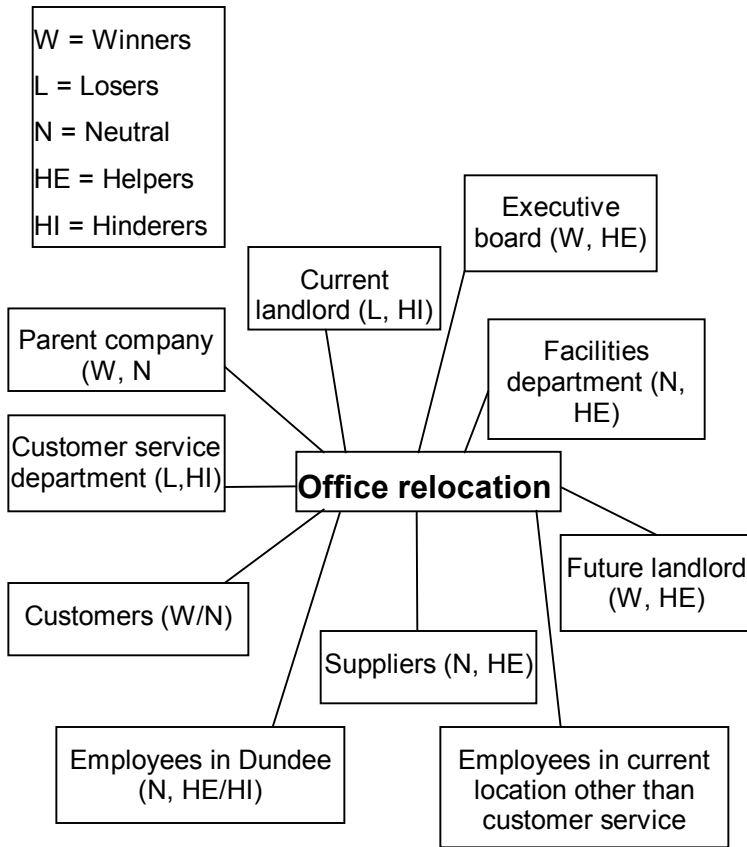 W = Winners
L = Losers
N = Neutral
HE = Helpers
HI = Hinderers
Executive
board (W, HE)
Current
landlord (L, HI)
Parent company
(W, N
Facilities
department (N,
HE)
Customer service
department (L,HI)
Office relocation
Future landlord
(W, HE)
Customers (W/N)
Suppliers (N, HE)
Employees in Dundee
(N, HE/HI)
Employees in current
location other than
customer service